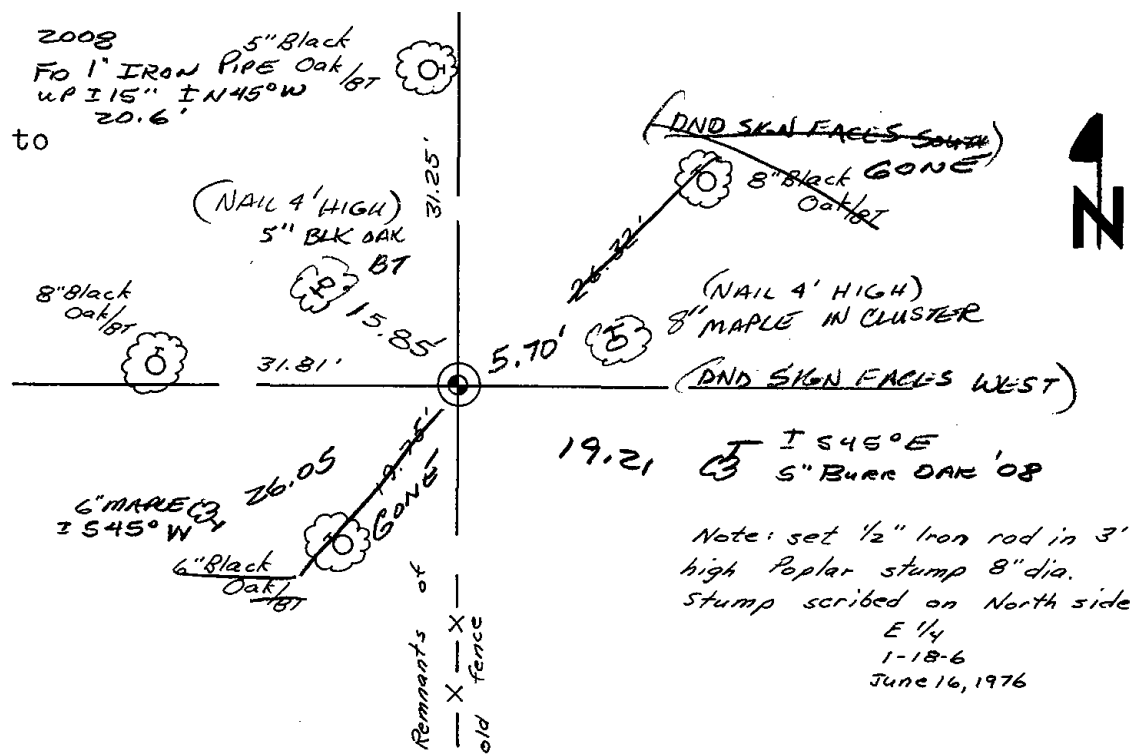 2008
FD 1" IRON PIPE
UP I 15" I N45°W
20.6'
to
5"Black
Oak/BT
31.25'
(DND SIGN FACES SOUTH)
GONE
8"Black
Oak/BT
26.32'
N
(NAIL 4' HIGH)
5" BLK OAK
BT
15.85'
8"Black
Oak/BT
31.81'
5.70'
(NAIL 4' HIGH)
8" MAPLE IN CLUSTER
(DND SIGN FACES WEST)
19.21
I S45°E
5" BURR OAK '08
26.05
6" MAPLE
I S45°W
19.75'
GONE
6"Black
Oak/BT
Remnants of
old fence
Note: set 1/2" Iron rod in 3'
high Poplar stump 8" dia.
Stump scribed on North side
E 1/4
1-18-6
June 16, 1976